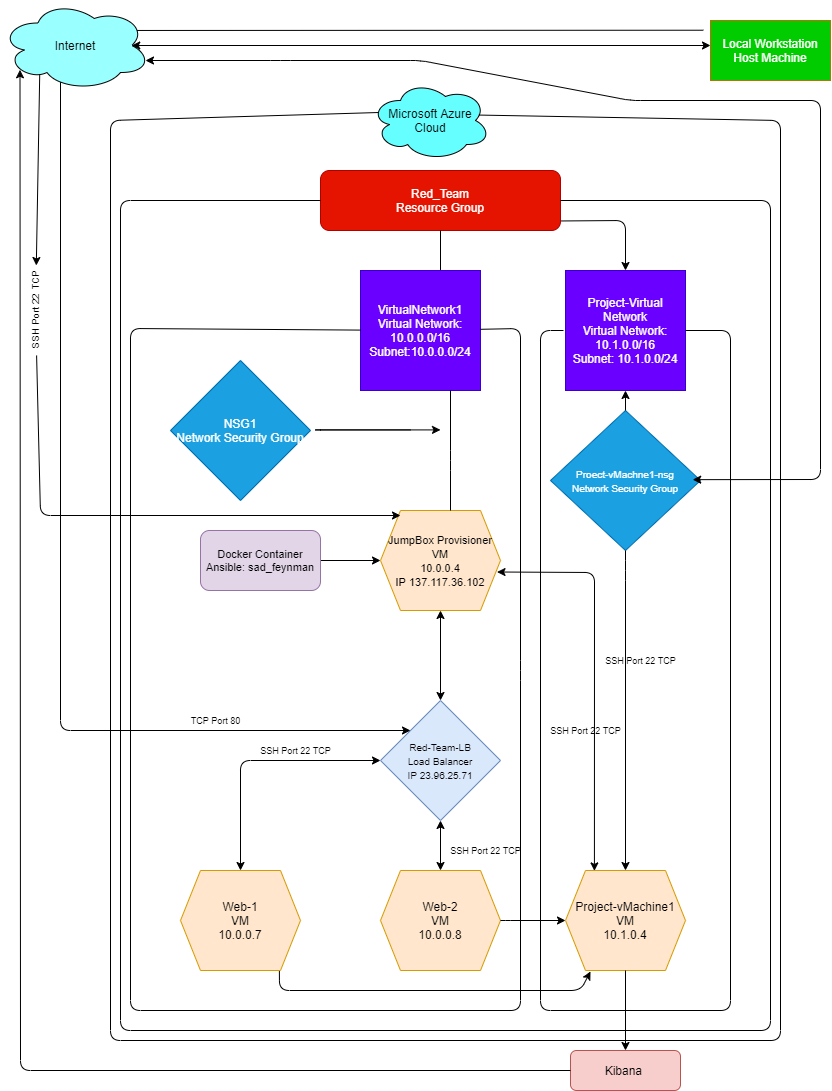 Internet
Local Workstation
Host Machine
Microsoft Azure
Cloud
Red_Team
Resource Group
VirtualNetwork1
Virtual Network:
10.0.0.0/16
Subnet:10.0.0.0/24
Project-Virtual
Network
Virtual Network:
10.1.0.0/16
Subnet: 10.1.0.0/24
SSH Port 22 TCP
NSG1
Network Security Group
Proect-vMachne1-nsg
Network Security Group
JumpBox Provisioner
VM
10.0.0.4
IP 137.117.36.102
Docker Container
Ansible: sad_feynman
SSH Port 22 TCP
TCP Port 80
SSH Port 22 TCP
SSH Port 22 TCP
Red-Team-LB
Load Balancer
IP 23.96.25.71
SSH Port 22 TCP
Web-1
VM
10.0.0.7
Web-2
VM
10.0.0.8
Project-vMachine1
VM
10.1.0.4
Kibana